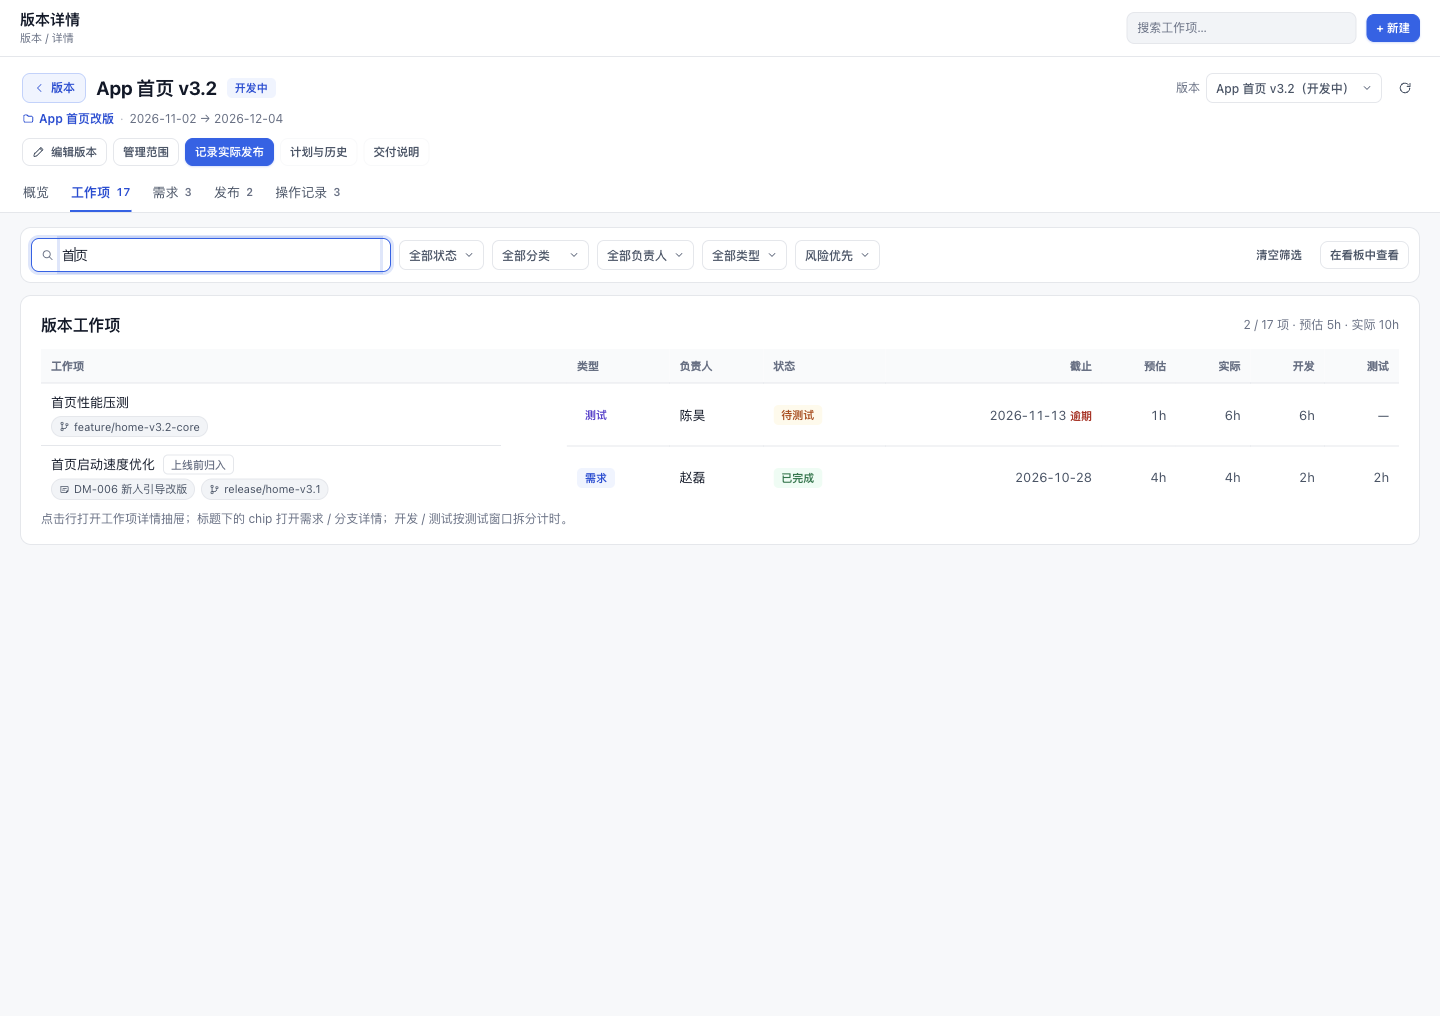 版本详情
版本 / 详情
搜索工作项...
+ 新建
版本
App 首页 v3.2
开发中
版本
App 首页 v3.2（开发中）
App 首页改版 · 2026-11-02 → 2026-12-04
编辑版本
管理范围
记录实际发布
计划与历史
交付说明
概览
工作项 17
需求 3
发布 2
操作记录 3
首页
全部状态
全部分类
全部负责人
全部类型
风险优先
清空筛选
在看板中查看
版本工作项
2 / 17 项 · 预估 5h · 实际 10h
工作项 类型 负责人 状态 截止 预估 实际 开发 测试
首页性能压测
feature/home-v3.2-core
测试 陈昊 待测试 2026-11-13 逾期 1h 6h 6h —
首页启动速度优化 上线前归入
DM-006 新人引导改版 release/home-v3.1
需求 赵磊 已完成 2026-10-28 4h 4h 2h 2h
点击行打开工作项详情抽屉；标题下的 chip 打开需求 / 分支详情；开发 / 测试按测试窗口拆分计时。